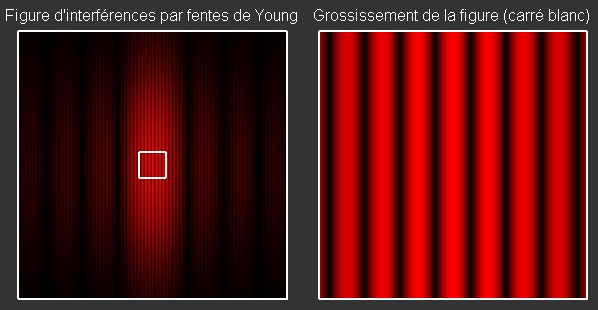 Figure d'interférences par fentes de Young
Grossissement de la figure (carré blanc)